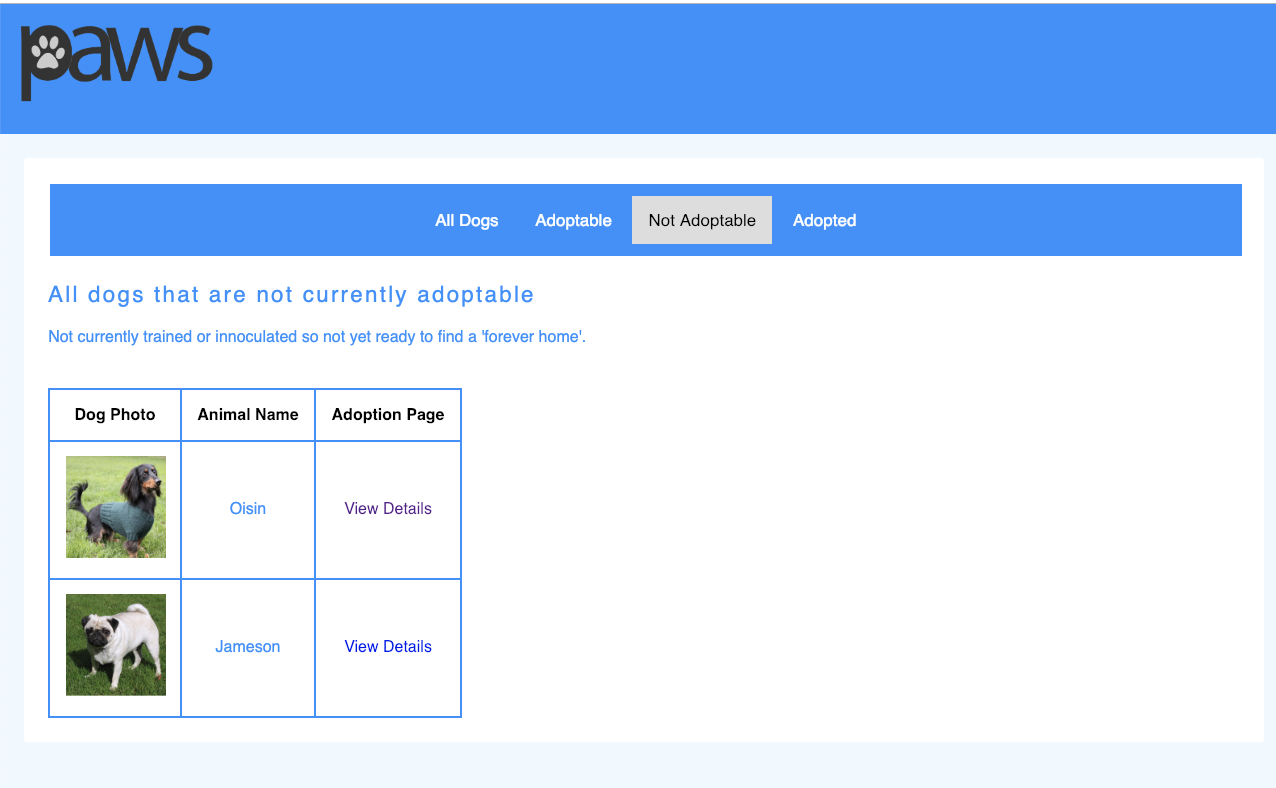 paws
All Dogs Adoptable Not Adoptable Adopted
All dogs that are not currently adoptable
Not currently trained or innoculated so not yet ready to find a 'forever home'.
Dog Photo Animal Name Adoption Page
Oisin View Details
Jameson View Details